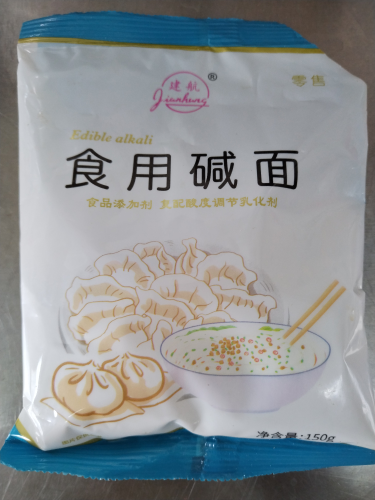 建航
Jianhang
®
零售
Edible alkali
食用碱面
食品添加剂 复配酸度调节乳化剂
净含量:150g